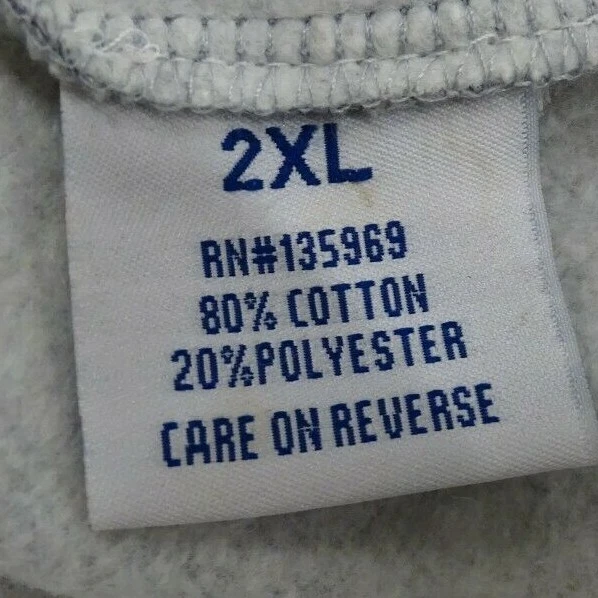 2XL
RN#135969
80% COTTON
20%POLYESTER
CARE ON REVERSE